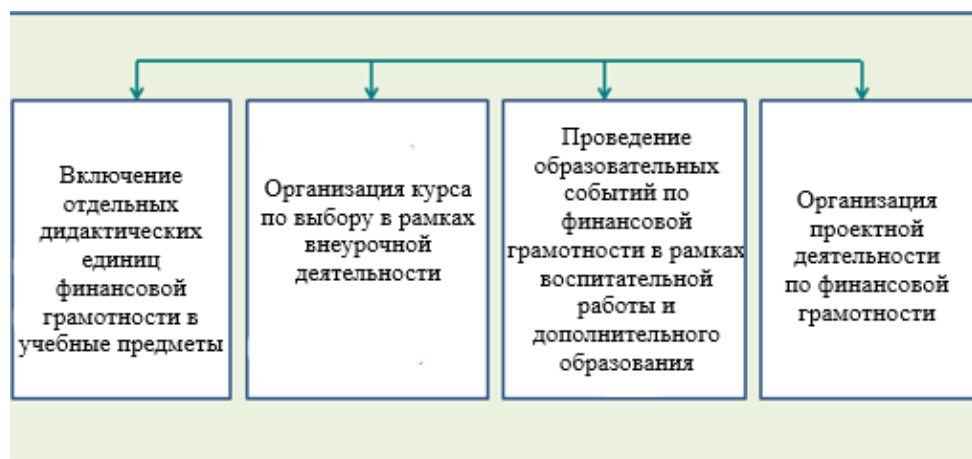 Включение
отдельных
дидактических
единиц
финансовой
грамотности в
учебные предметы
Организация курса
по выбору в рамках
внеурочной
деятельности
Проведение
образовательных
событий по
финансовой
грамотности в рамках
воспитательной
работы и
дополнительного
образования
Организация
проектной
деятельности
по финансовой
грамотности